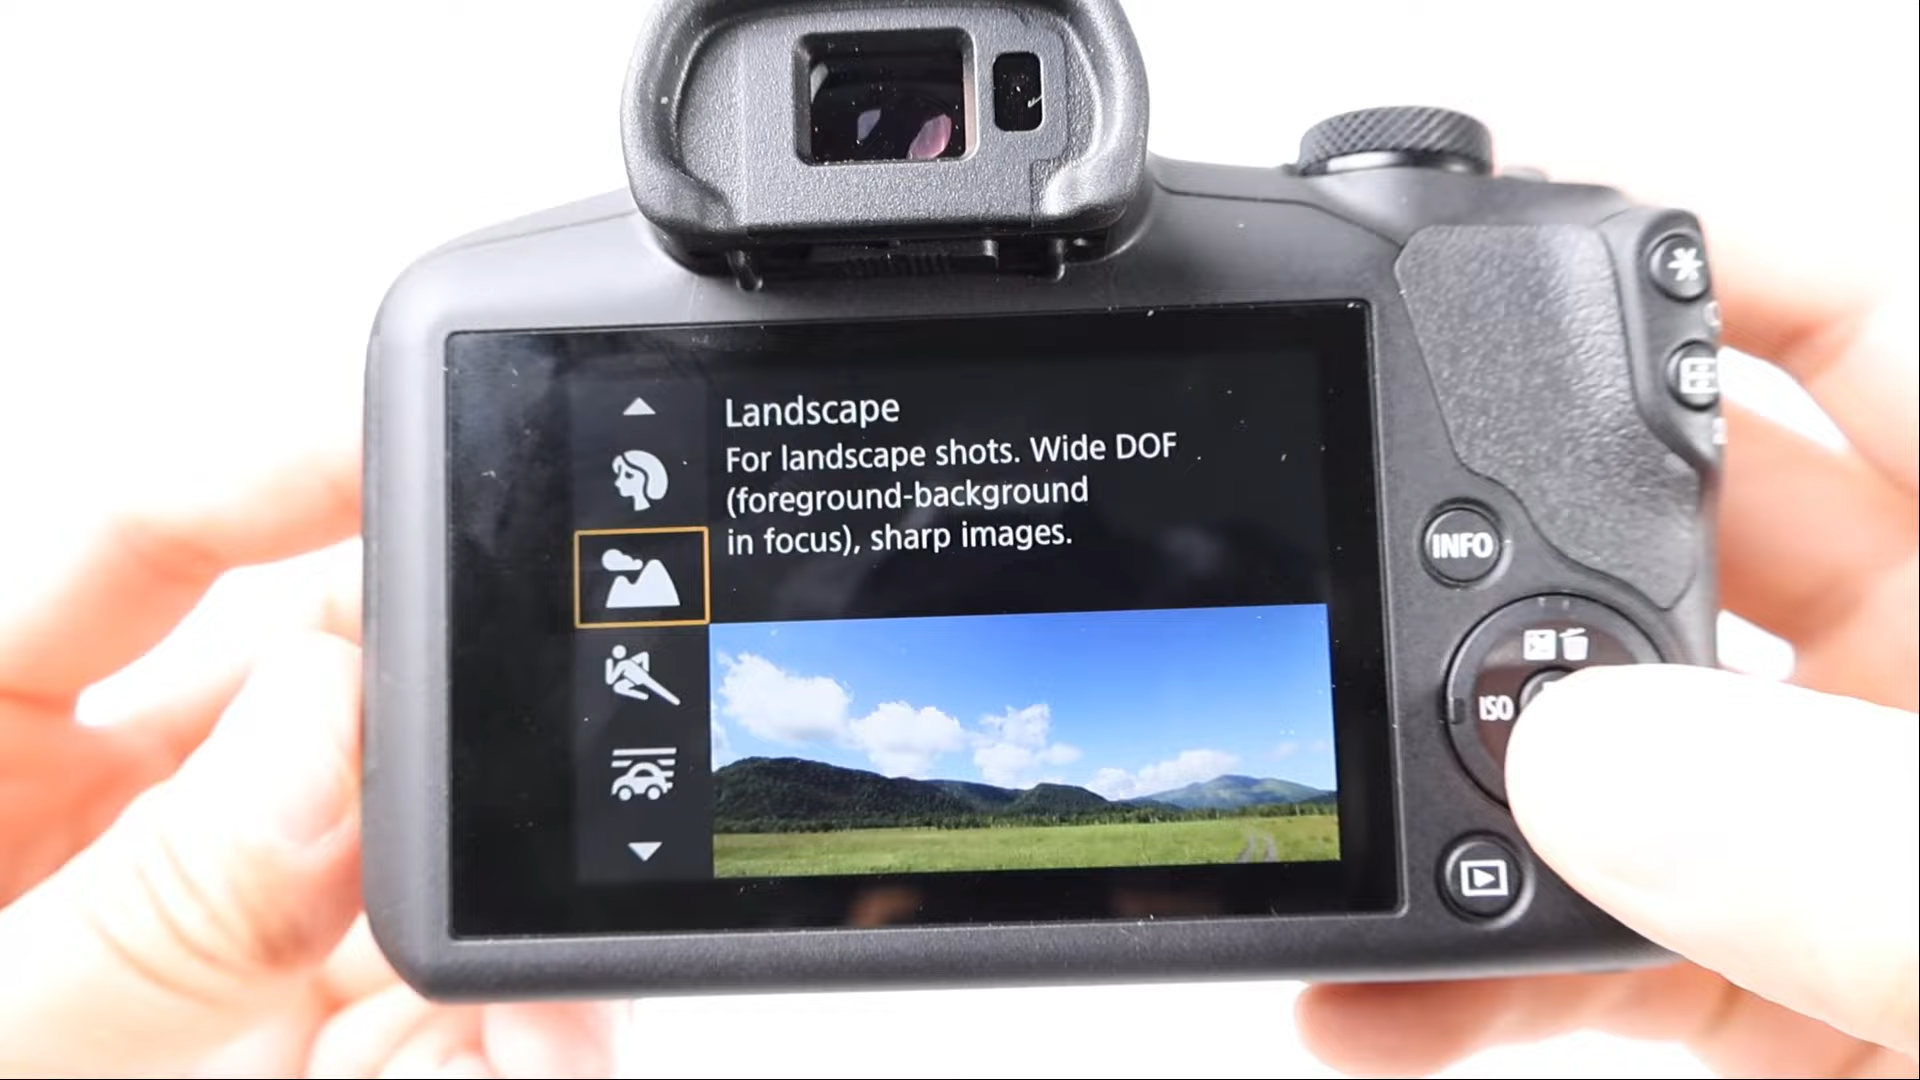 Landscape
For landscape shots. Wide DOF
(foreground-background
in focus), sharp images.
INFO
ISO